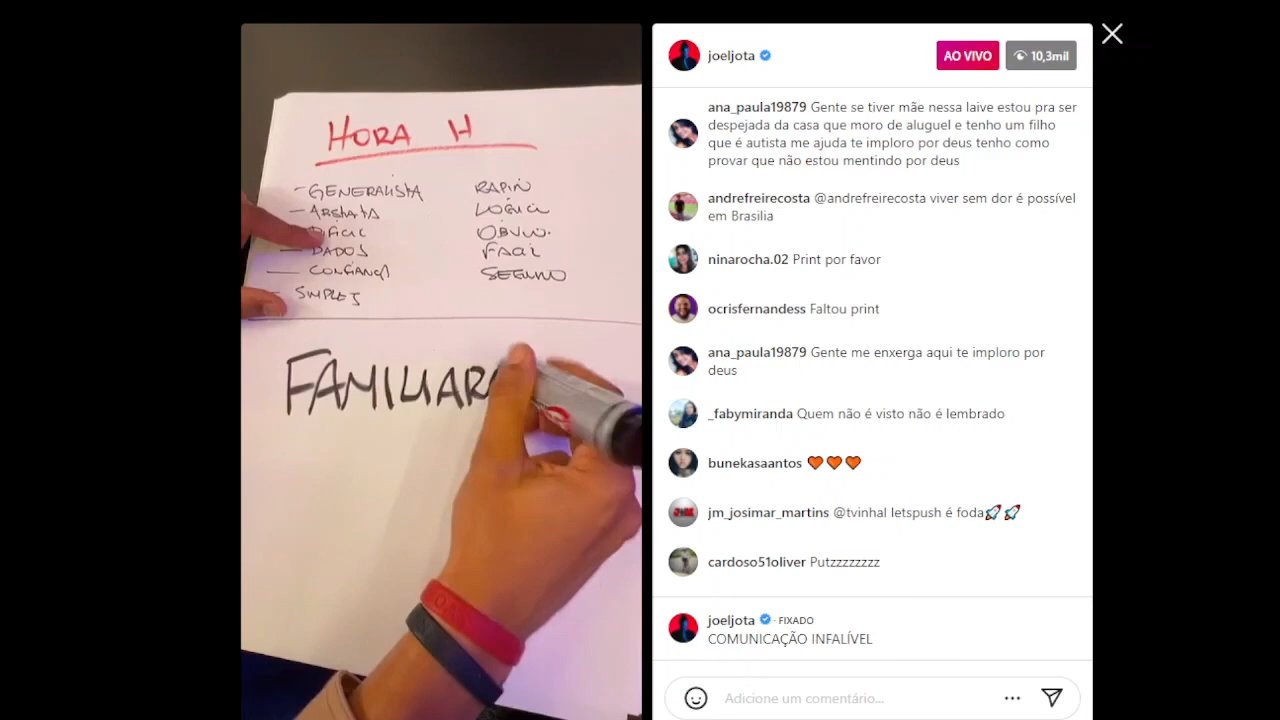 HORA H
- GENERALISTA RAPIDO
- ABSTRATA LOGICA
DIFICIL ÓBVIO.
- DADOS FACIL
- CONFIANÇA SEGURO
- SIMPLES
FAMILIAR
joeljota
AO VIVO
10,3mil
ana_paula19879 Gente se tiver mãe nessa laive estou pra ser
despejada da casa que moro de aluguel e tenho um filho
que é autista me ajuda te imploro por deus tenho como
provar que não estou mentindo por deus
andrefreirecosta @andrefreirecosta viver sem dor é possível
em Brasilia
ninarocha.02 Print por favor
ocrisfernandess Faltou print
ana_paula19879 Gente me enxerga aqui te imploro por
deus
_fabymiranda Quem não é visto não é lembrado
bunekasaantos 🧡🧡🧡
jm_josimar_martins @tvinhal letspush é foda🚀🚀
cardoso51oliver Putzzzzzzzz
joeljota · FIXADO
COMUNICAÇÃO INFALÍVEL
Adicione um comentário...